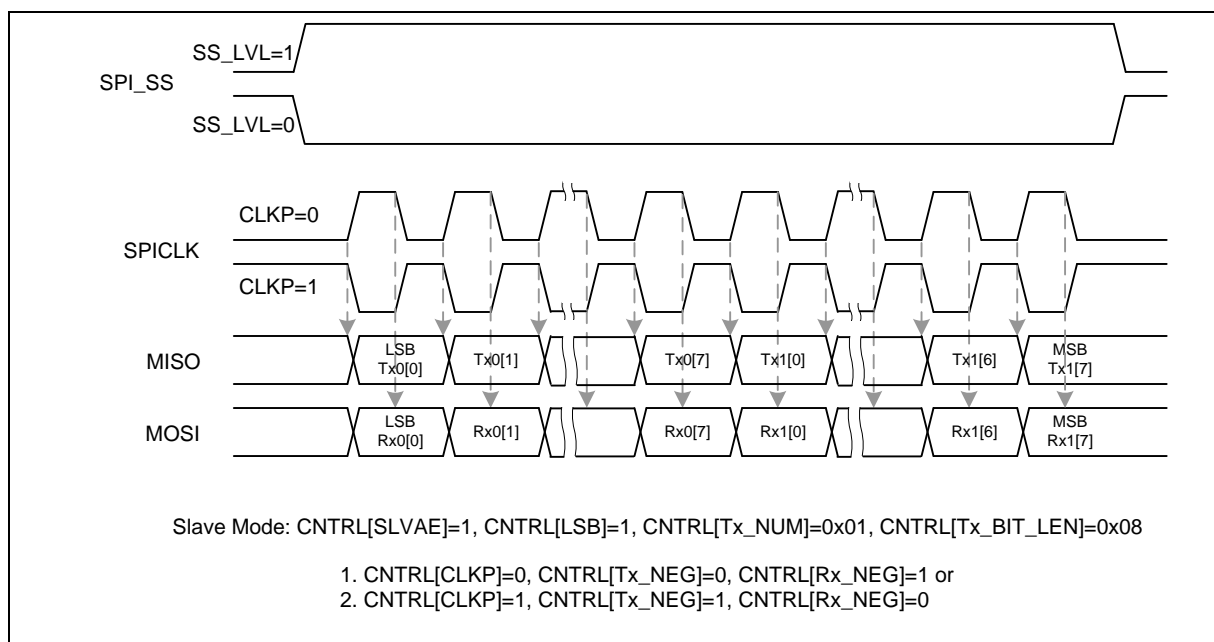 SS_LVL=1
SPI_SS
SS_LVL=0
CLKP=0
SPICLK
CLKP=1
MISO
LSB
Tx0[0]
Tx0[1]
Tx0[7]
Tx1[0]
Tx1[6]
MSB
Tx1[7]
MOSI
LSB
Rx0[0]
Rx0[1]
Rx0[7]
Rx1[0]
Rx1[6]
MSB
Rx1[7]
Slave Mode: CNTRL[SLVAE]=1, CNTRL[LSB]=1, CNTRL[Tx_NUM]=0x01, CNTRL[Tx_BIT_LEN]=0x08
1. CNTRL[CLKP]=0, CNTRL[Tx_NEG]=0, CNTRL[Rx_NEG]=1 or
2. CNTRL[CLKP]=1, CNTRL[Tx_NEG]=1, CNTRL[Rx_NEG]=0